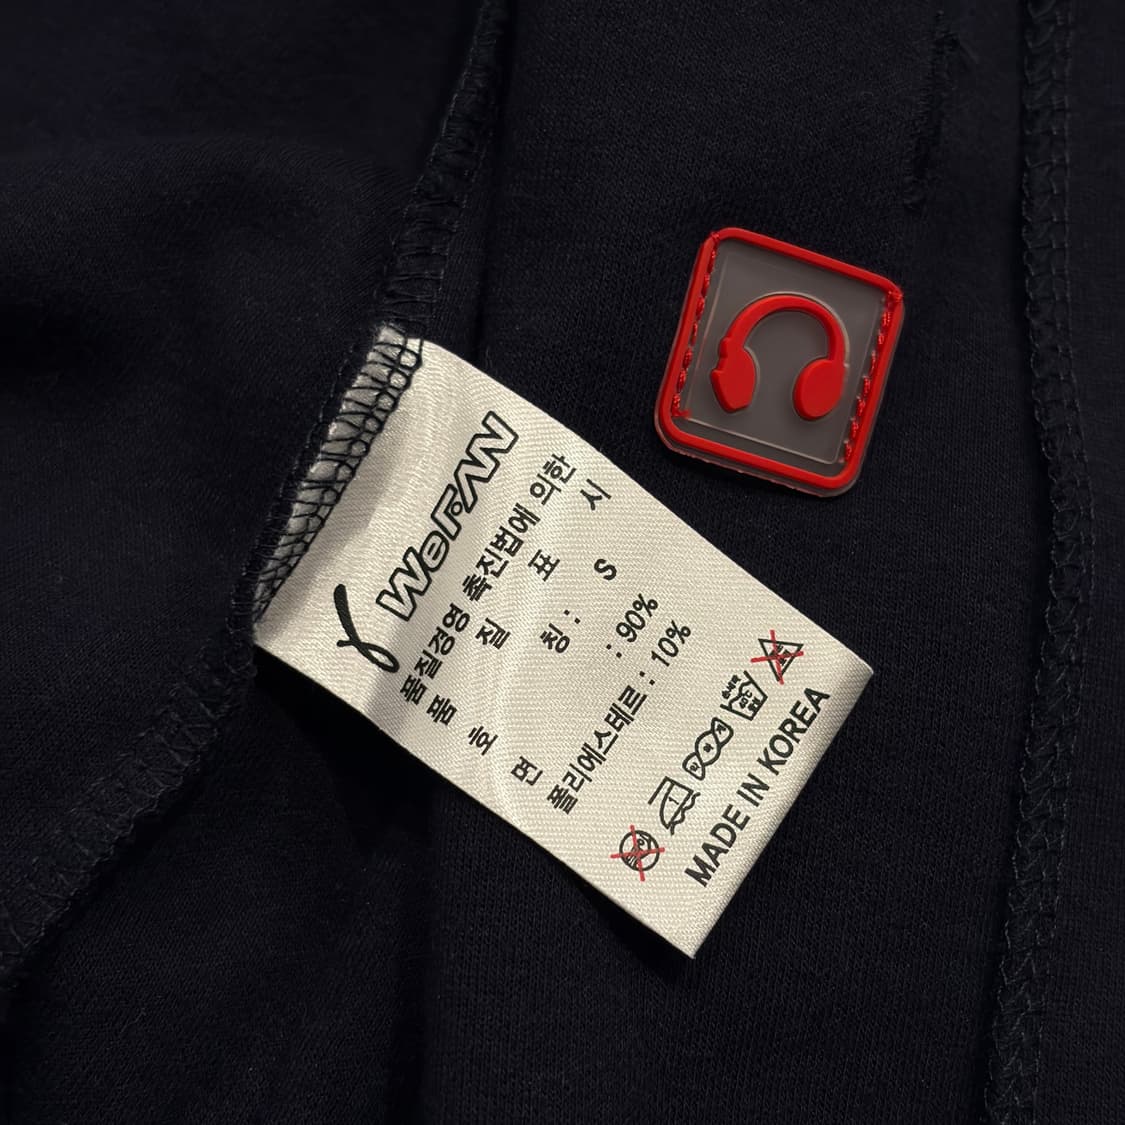 WeFAN
품질경영 촉진법에 의한
품 질 표 시
품
호 칭 : S
면 : 90%
폴리에스테르 : 10%
MADE IN KOREA